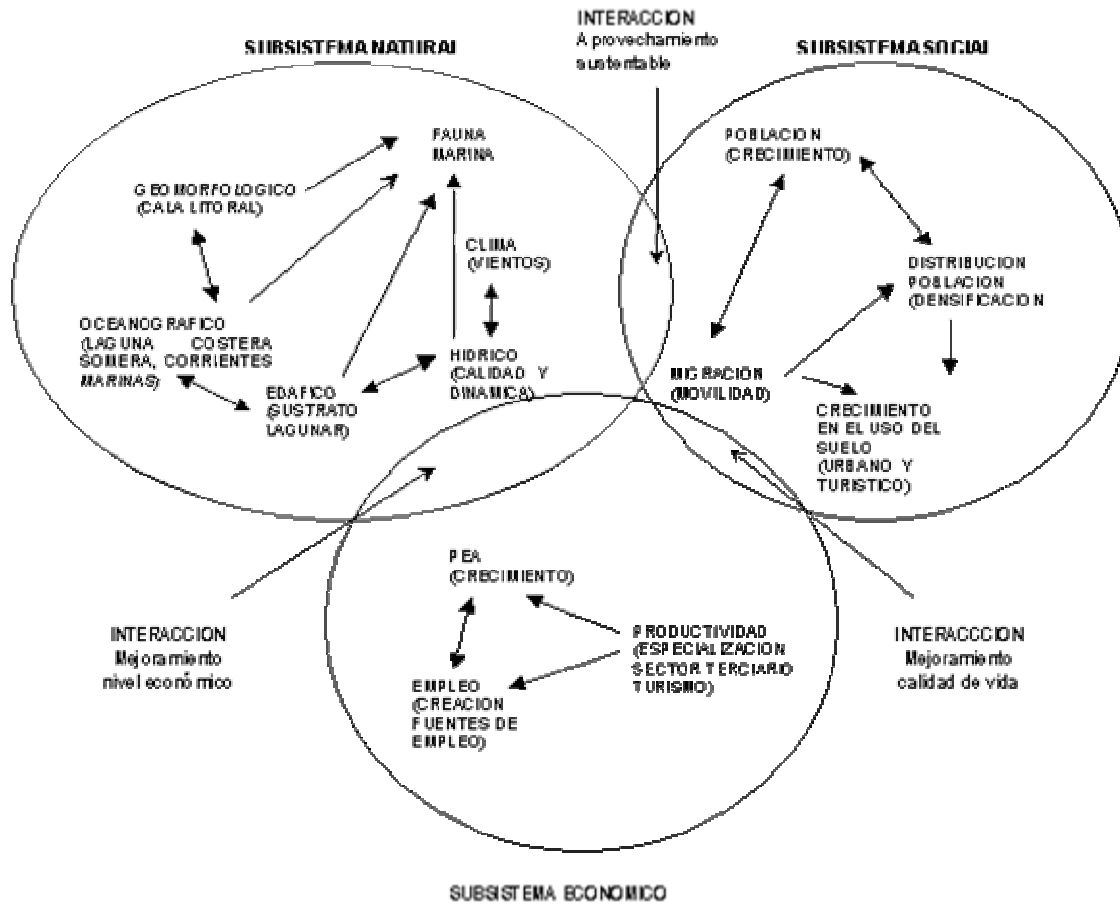 INTERACCION
Aprovechamiento
sustentable
SUBSISTEMA NATURAL
SUBSISTEMA SOCIAL
FAUNA
MARINA
GEOMORFOLOGICO
(CALA LITORAL)
CLIMA
(VIENTOS)
OCEANOGRAFICO
(LAGUNA COSTERA
SOMERA, CORRIENTES
MARINAS)
EDAFICO
(SUSTRATO
LAGUNAR)
HIDRICO
(CALIDAD Y
DINAMICA)
POBLACION
(CRECIMIENTO)
DISTRIBUCION
POBLACION
(DENSIFICACION
MIGRACION
(MOVILIDAD)
CRECIMIENTO
EN EL USO DEL
SUELO
(URBANO Y
TURISTICO)
PEA
(CRECIMIENTO)
PRODUCTIVIDAD
(ESPECIALIZACION
SECTOR TERCIARIO
TURISMO)
EMPLEO
(CREACION
FUENTES DE
EMPLEO)
INTERACCION
Mejoramiento
nivel económico
INTERACCCION
Mejoramiento
calidad de vida
SUBSISTEMA ECONOMICO